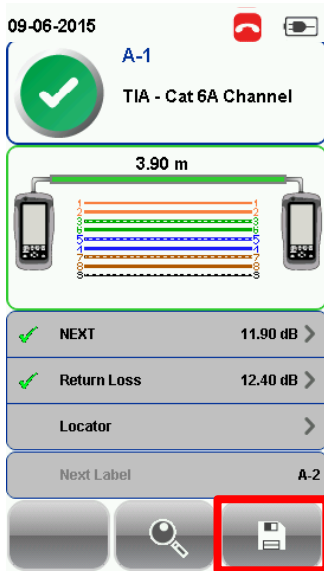 09-06-2015
A-1
TIA - Cat 6A Channel
3.90 m
1 1
2 2
3 3
6 6
5 5
4 4
7 7
8 8
S S
NEXT 11.90 dB
Return Loss 12.40 dB
Locator
Next Label A-2